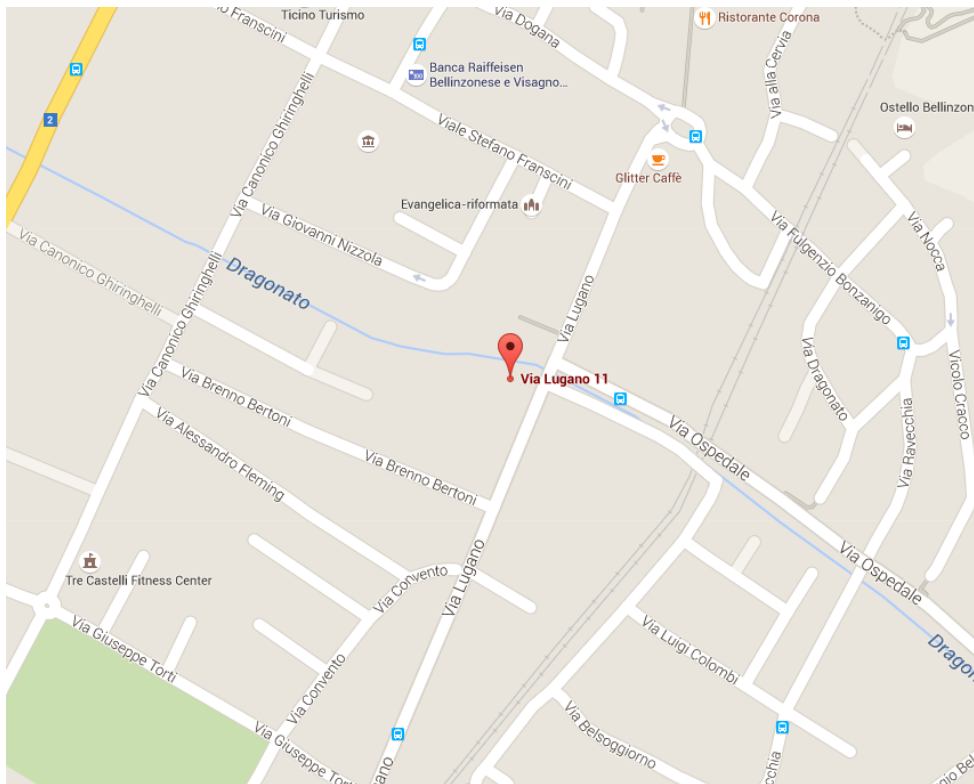 Ticino Turismo
Via Dogana
Ristorante Corona
Viale Stefano Franscini
Banca Raiffeisen
Bellinzonese e Visagno...
Via alla Cervia
2
Ostello Bellinzon
Via Canonico Ghiringhelli
Viale Stefano Franscini
Glitter Caffè
Evangelica-riformata
Via Giovanni Nizzola
Via Fulgenzio Bonzanigo
Via Nocca
Via Canonico Ghiringhelli
Dragonato
Via Canonico Ghiringhelli
Via Lugano
Via Dragonato
Vicolo Cracco
Via Brenno Bertoni
Via Lugano 11
Via Alessandro Fleming
Via Brenno Bertoni
Via Ospedale
Via Ravecchia
Tre Castelli Fitness Center
Via Convento
Via Lugano
Via Ospedale
Via Giuseppe Torti
Via Convento
Via Luigi Colombi
Dragon
Via Giuseppe Torti
Lugano
Via Belsoggiorno